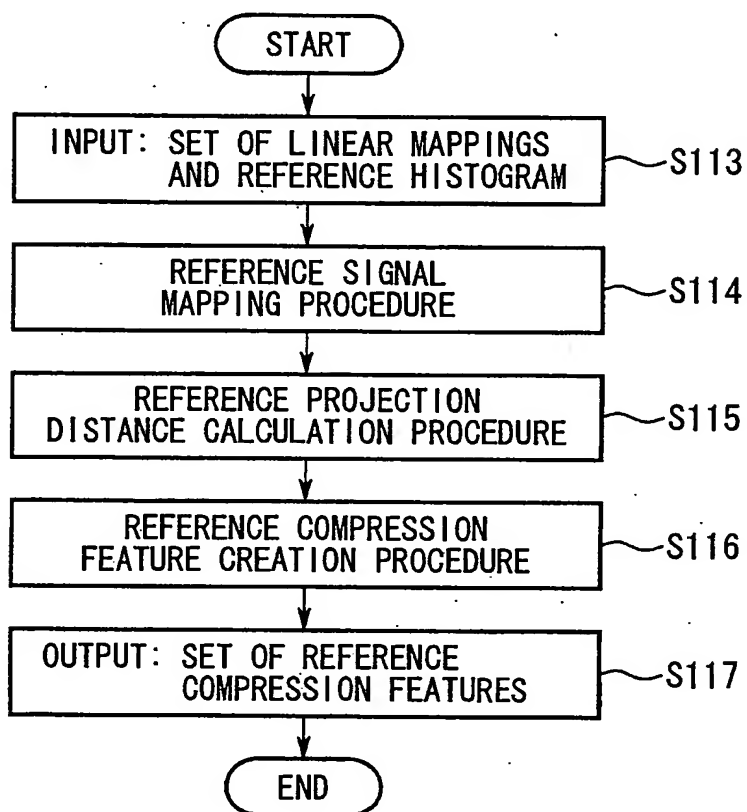 START
INPUT: SET OF LINEAR MAPPINGS
AND REFERENCE HISTOGRAM
S113
REFERENCE SIGNAL
MAPPING PROCEDURE
S114
REFERENCE PROJECTION
DISTANCE CALCULATION PROCEDURE
S115
REFERENCE COMPRESSION
FEATURE CREATION PROCEDURE
S116
OUTPUT: SET OF REFERENCE
COMPRESSION FEATURES
S117
END